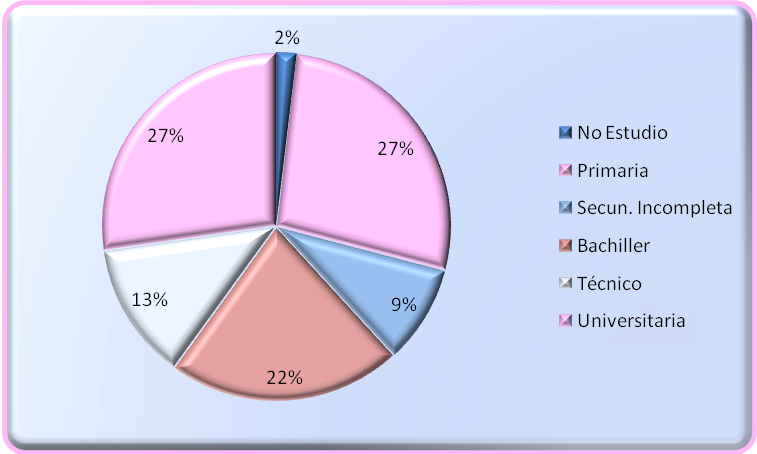 2%
27%
27%
9%
13%
22%
No Estudio
Primaria
Secun. Incompleta
Bachiller
Técnico
Universitaria